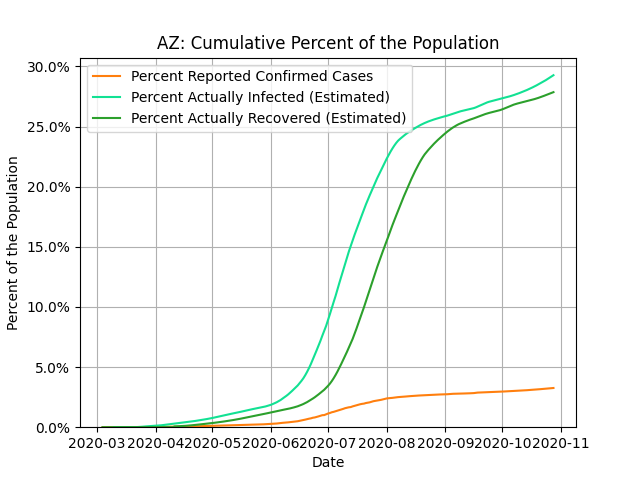 AZ: Cumulative Percent of the Population
Percent Reported Confirmed Cases
Percent Actually Infected (Estimated)
Percent Actually Recovered (Estimated)
30.0%
25.0%
20.0%
15.0%
10.0%
5.0%
0.0%
Percent of the Population
2020-03 2020-04 2020-05 2020-06 2020-07 2020-08 2020-09 2020-10 2020-11
Date